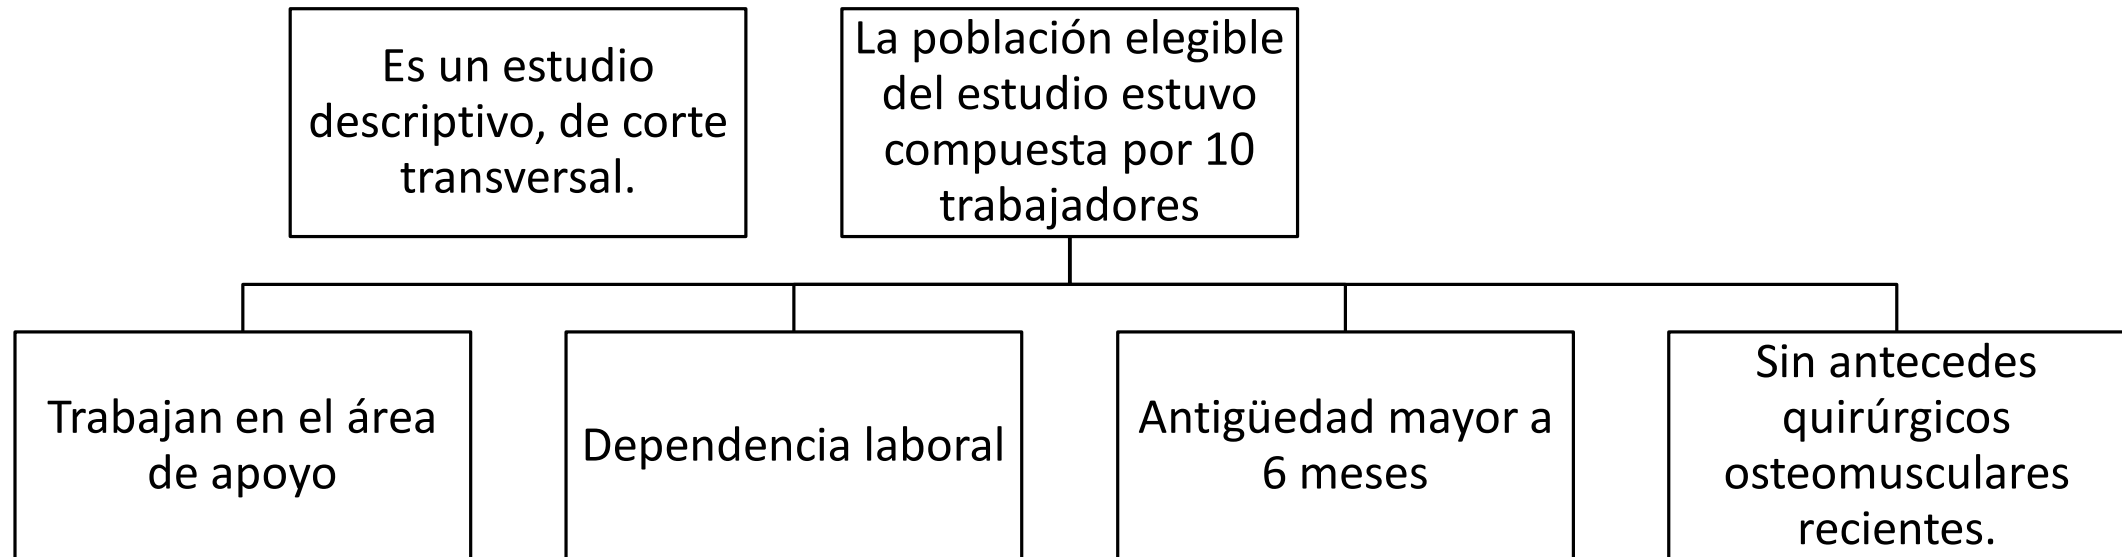 Es un estudio
descriptivo, de corte
transversal.
La población elegible
del estudio estuvo
compuesta por 10
trabajadores
Trabajan en el área
de apoyo
Dependencia laboral
Antigüedad mayor a
6 meses
Sin antecedes
quirúrgicos
osteomusculares
recientes.